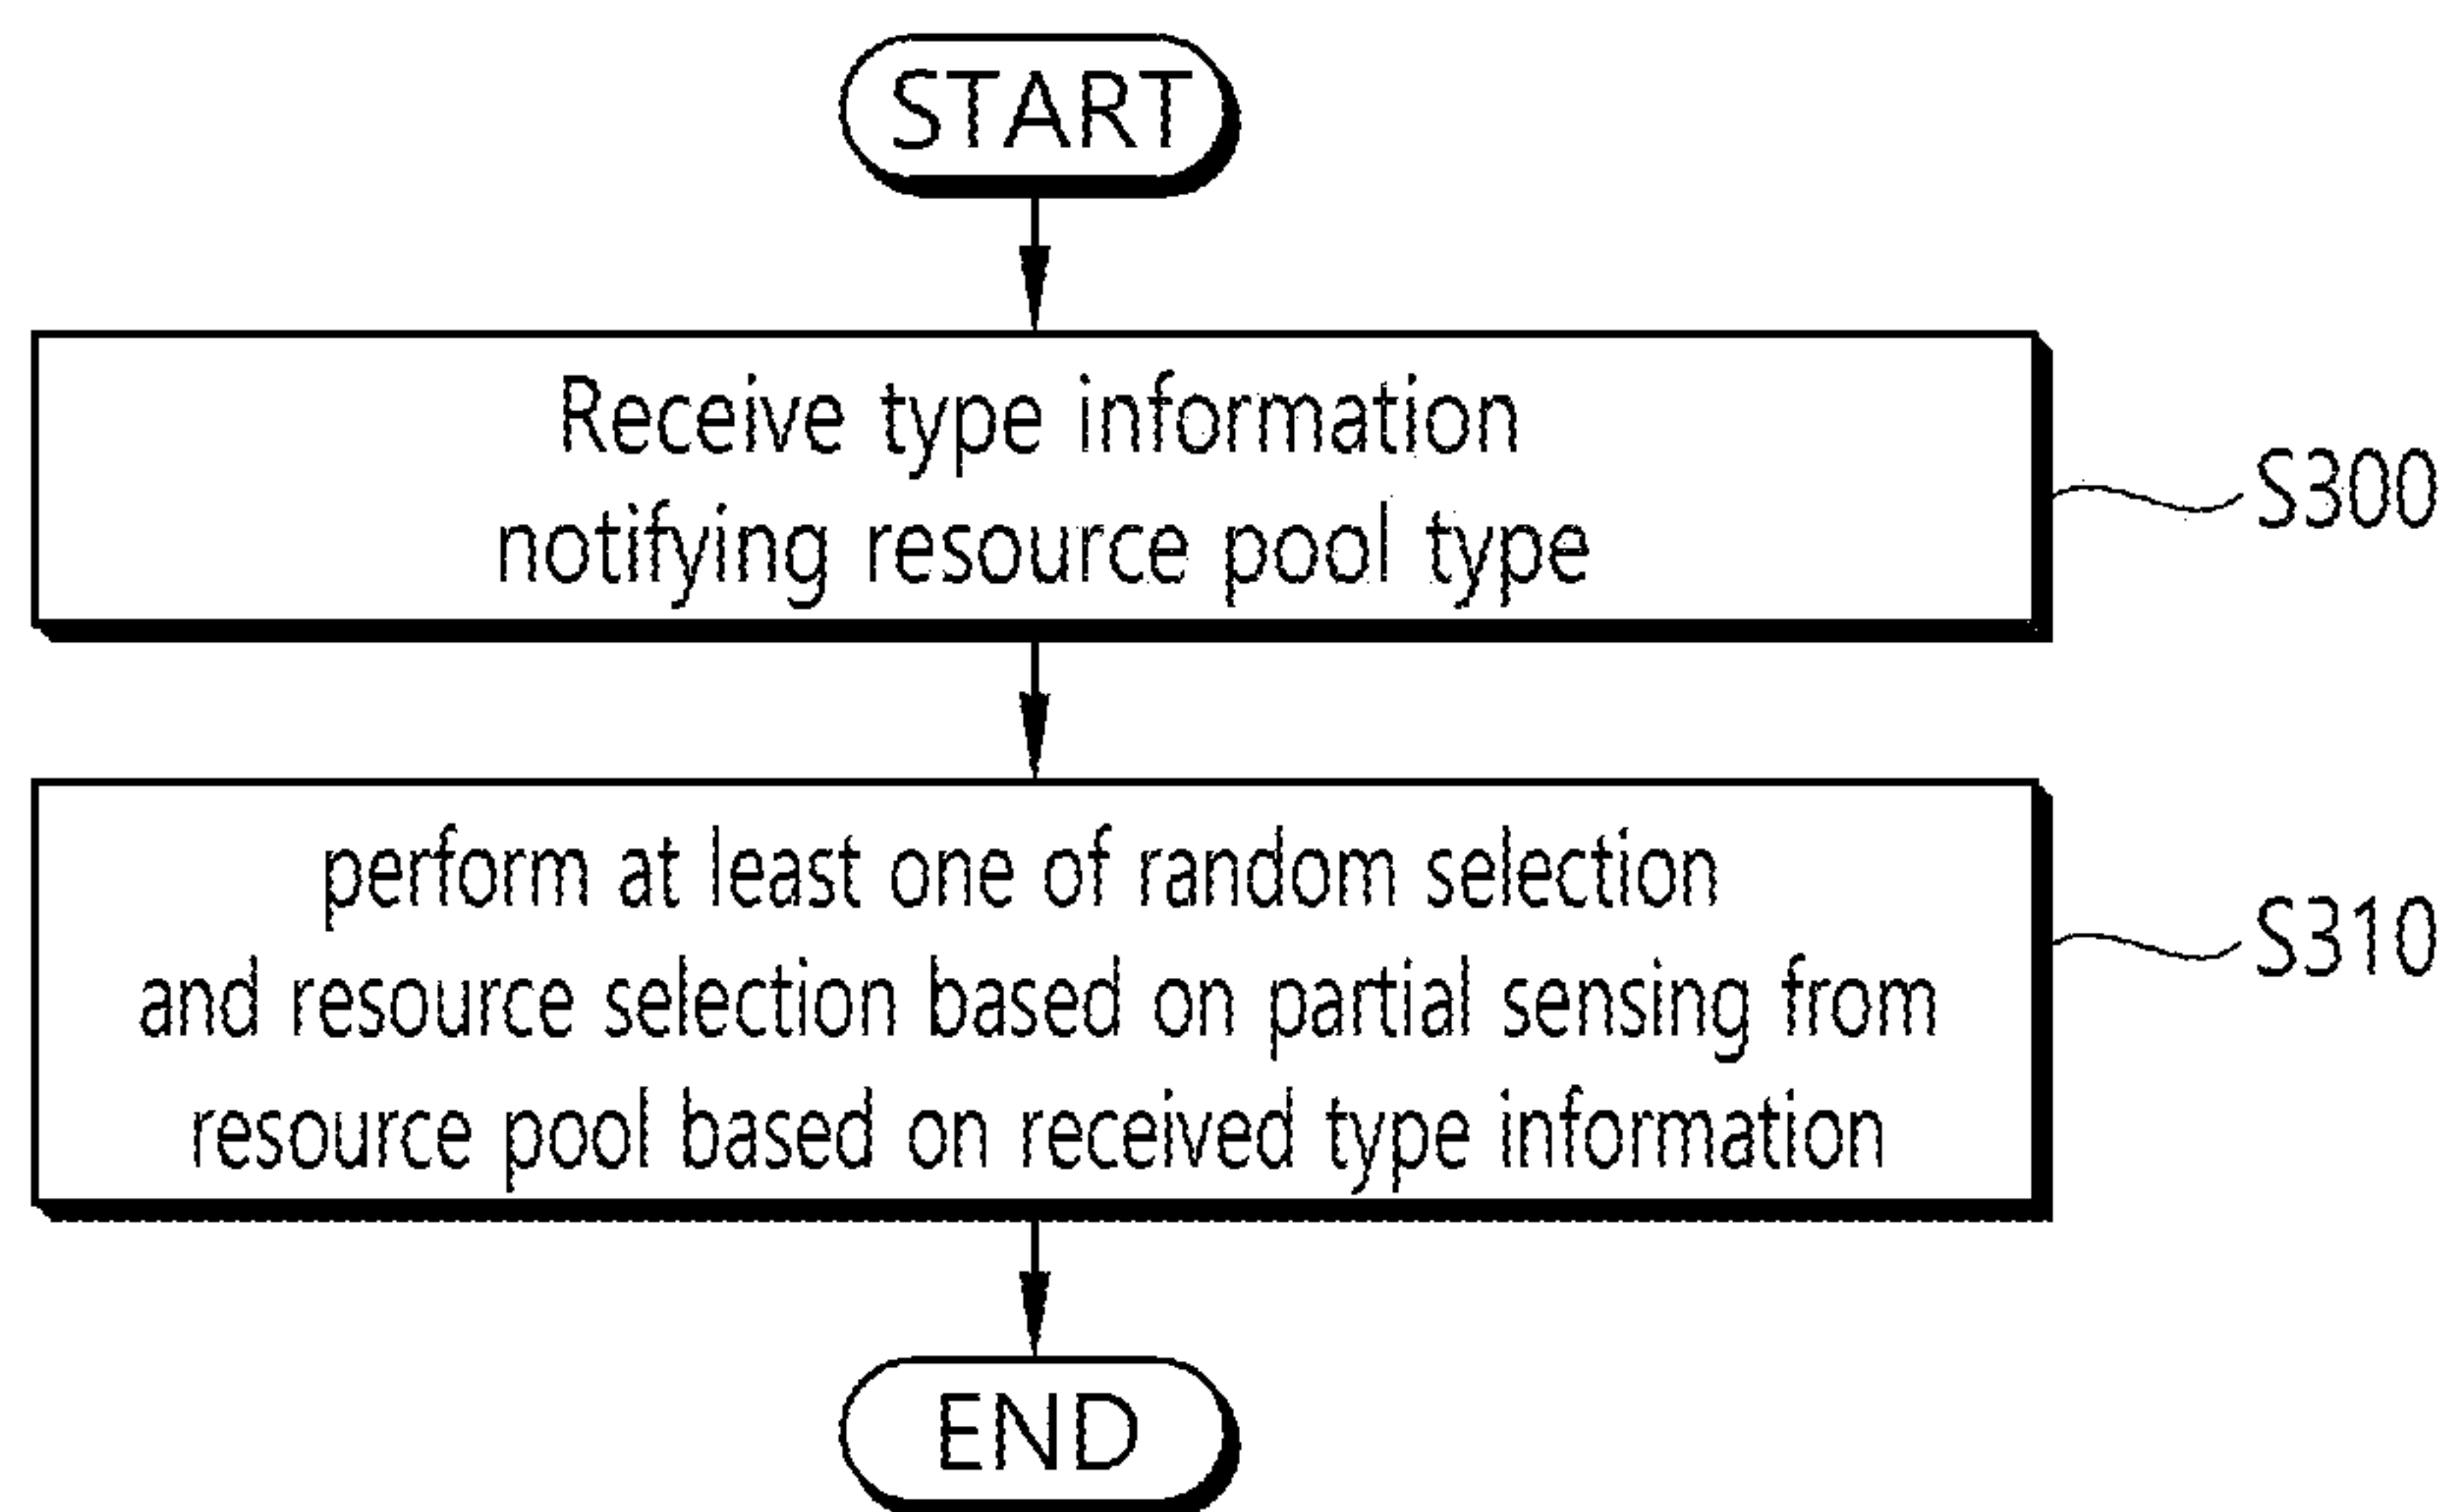 START
Receive type information
notifying resource pool type
S300
perform at least one of random selection
and resource selection based on partial sensing from
resource pool based on received type information
S310
END